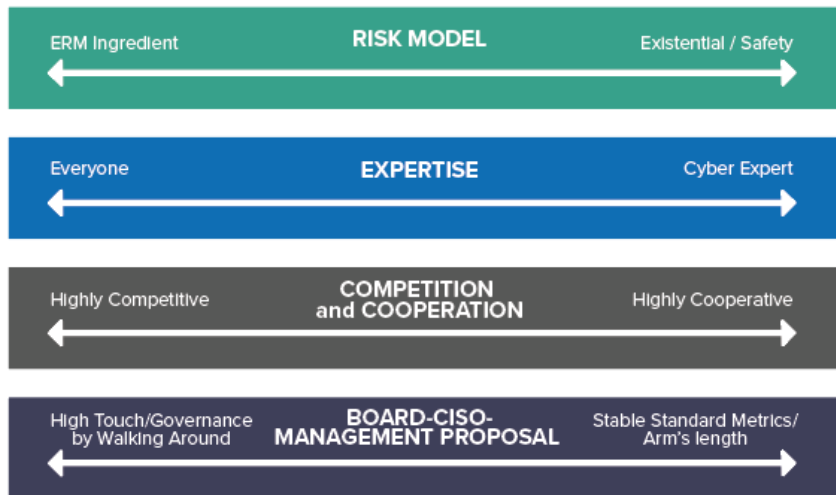 ERM Ingredient RISK MODEL Existential / Safety
Everyone EXPERTISE Cyber Expert
Highly Competitive COMPETITION and COOPERATION Highly Cooperative
High Touch/Governance by Walking Around BOARD-CISO-MANAGEMENT PROPOSAL Stable Standard Metrics/ Arm's length